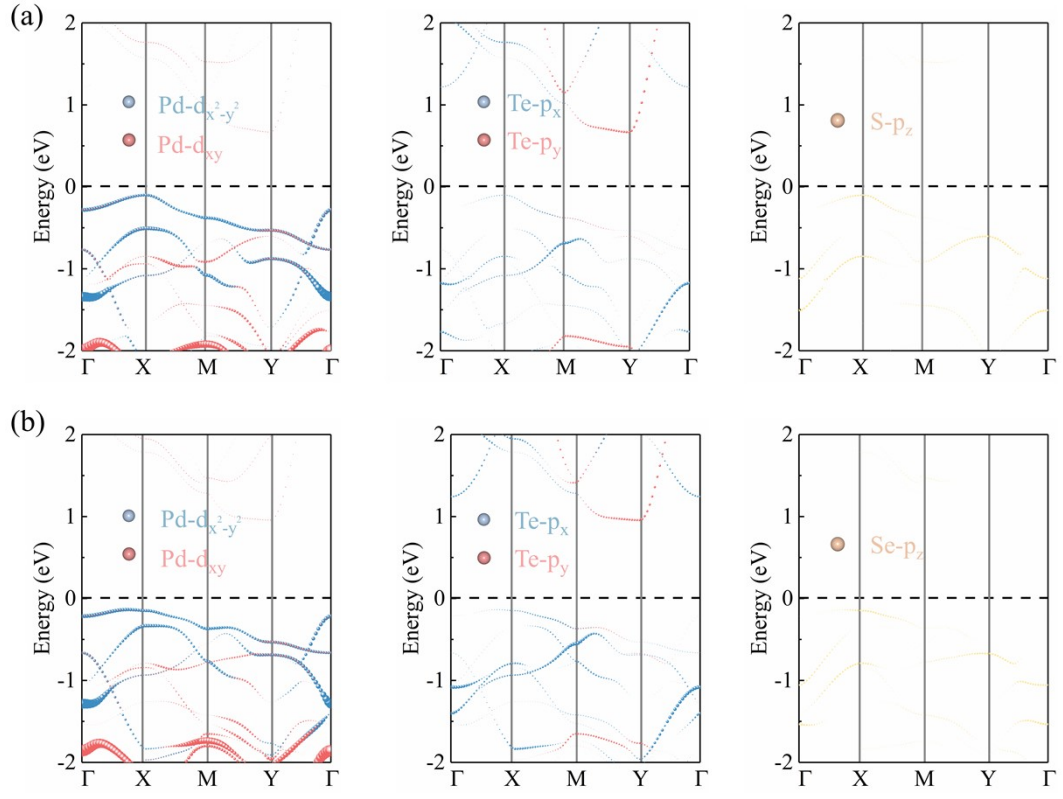 (a)
2
1
0
-1
-2
Energy (eV)
Pd-dx²-y²
Pd-dxy
Γ X M Y Γ
2
1
0
-1
-2
Energy (eV)
Te-px
Te-py
Γ X M Y Γ
2
1
0
-1
-2
Energy (eV)
S-pz
Γ X M Y Γ
(b)
2
1
0
-1
-2
Energy (eV)
Pd-dx²-y²
Pd-dxy
Γ X M Y Γ
2
1
0
-1
-2
Energy (eV)
Te-px
Te-py
Γ X M Y Γ
2
1
0
-1
-2
Energy (eV)
Se-pz
Γ X M Y Γ